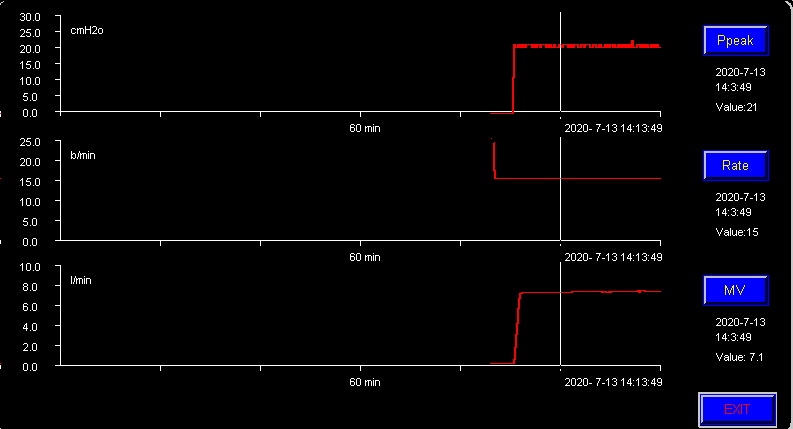 30.0
cmH2o
25.0
20.0
15.0
10.0
5.0
0.0
60 min
2020- 7-13 14:13:49
Ppeak
2020-7-13
14:3:49
Value:21
25.0
b/min
20.0
15.0
10.0
5.0
0.0
60 min
2020- 7-13 14:13:49
Rate
2020-7-13
14:3:49
Value:15
10.0
l/min
8.0
6.0
4.0
2.0
0.0
60 min
2020- 7-13 14:13:49
MV
2020-7-13
14:3:49
Value: 7.1
EXIT